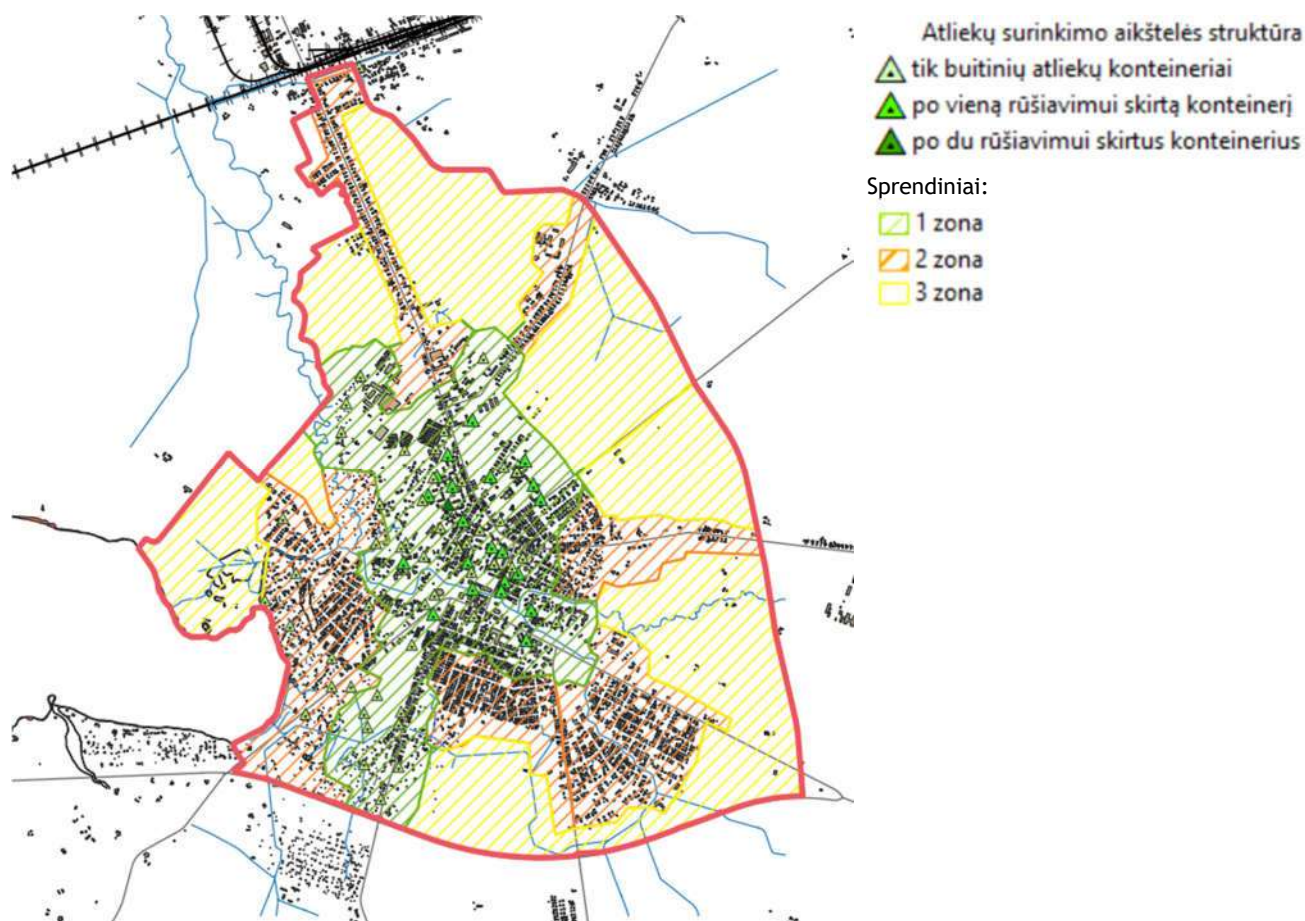 Atliekų surinkimo aikštelės struktūra
tik buitinių atliekų konteineriai
po vieną rūšiavimui skirtą konteinerį
po du rūšiavimui skirtus konteinerius
Sprendiniai:
1 zona
2 zona
3 zona